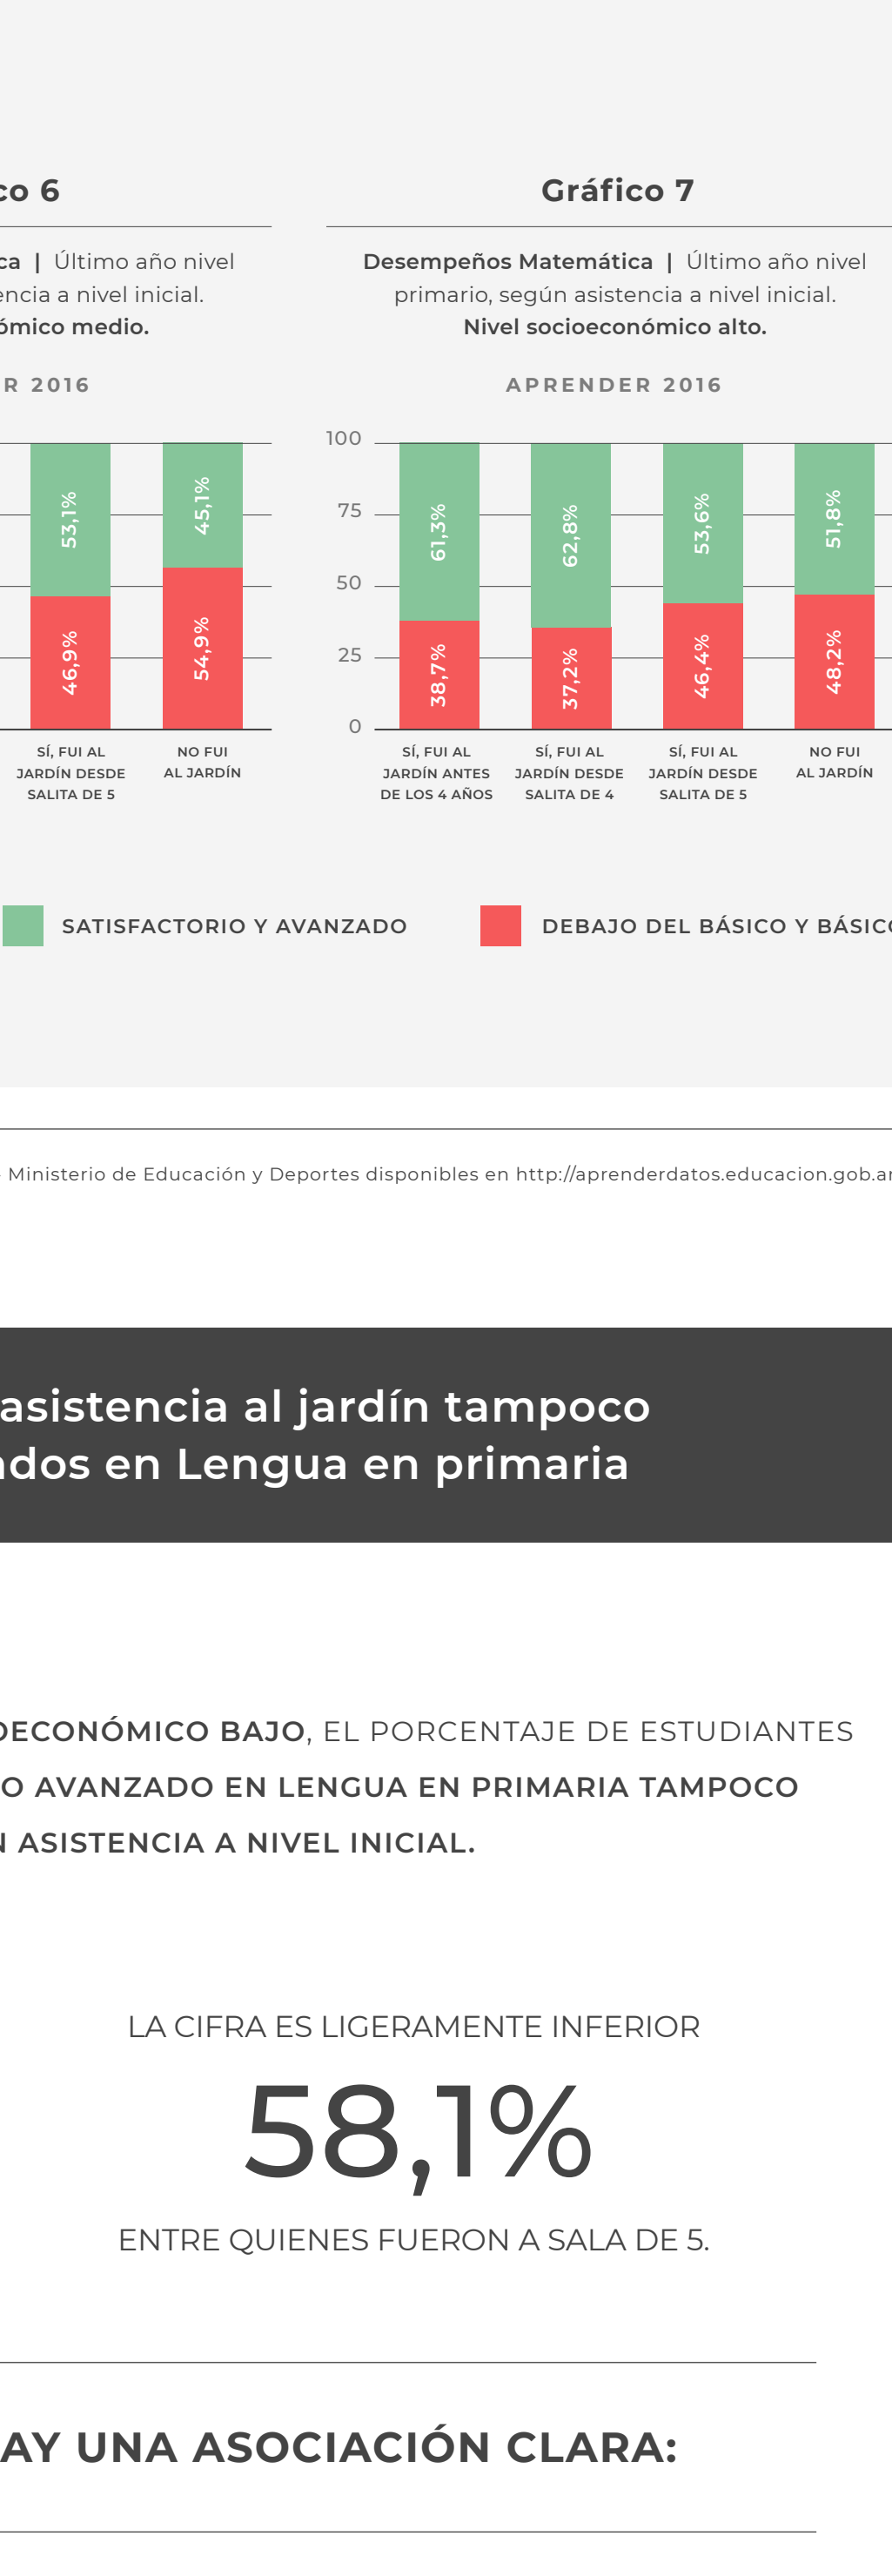 co 6
ca | Último año nivel
encia a nivel inicial.
ómico medio.
R 2016
53,1%
45,1%
46,9%
54,9%
SÍ, FUI AL
JARDÍN DESDE
SALITA DE 5
NO FUI
AL JARDÍN
Gráfico 7
Desempeños Matemática | Último año nivel
primario, según asistencia a nivel inicial.
Nivel socioeconómico alto.
APRENDER 2016
100
75
50
25
0
61,3%
62,8%
53,6%
51,8%
38,7%
37,2%
46,4%
48,2%
SÍ, FUI AL
JARDÍN ANTES
DE LOS 4 AÑOS
SÍ, FUI AL
JARDÍN DESDE
SALITA DE 4
SÍ, FUI AL
JARDÍN DESDE
SALITA DE 5
NO FUI
AL JARDÍN
SATISFACTORIO Y AVANZADO
DEBAJO DEL BÁSICO Y BÁSICO
Ministerio de Educación y Deportes disponibles en http://aprenderdatos.educacion.gob.ar
asistencia al jardín tampoco
ados en Lengua en primaria
OECONÓMICO BAJO, EL PORCENTAJE DE ESTUDIANTES
O AVANZADO EN LENGUA EN PRIMARIA TAMPOCO
N ASISTENCIA A NIVEL INICIAL.
LA CIFRA ES LIGERAMENTE INFERIOR
58,1%
ENTRE QUIENES FUERON A SALA DE 5.
AY UNA ASOCIACIÓN CLARA: